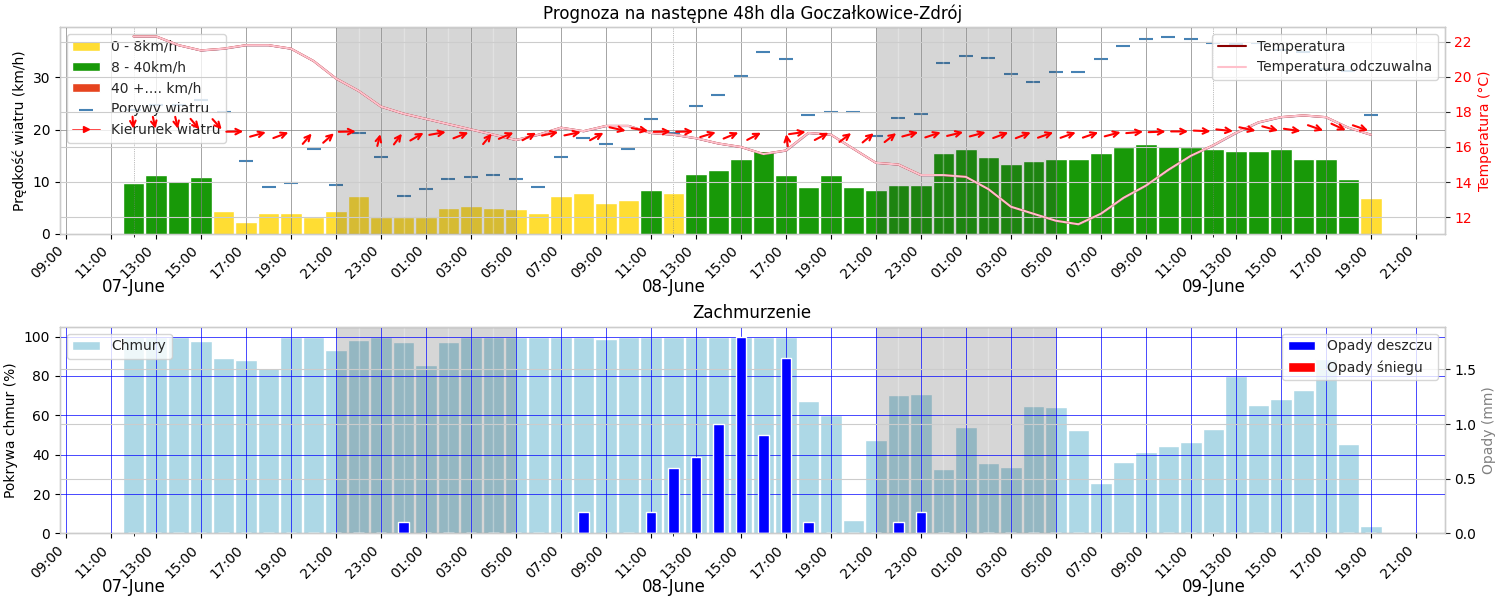 Prognoza na następne 48h dla Goczałkowice-Zdrój
Prędkość wiatru (km/h)
30
20
10
0
0 - 8km/h
8 - 40km/h
40 +.... km/h
Porywy wiatru
Kierunek wiatru
Temperatura
Temperatura odczuwalna
22
20
18
16
14
12
Temperatura (°C)
09:00 11:00 13:00 15:00 17:00 19:00 21:00 23:00 01:00 03:00 05:00 07:00 09:00 11:00 13:00 15:00 17:00 19:00 21:00 23:00 01:00 03:00 05:00 07:00 09:00 11:00 13:00 15:00 17:00 19:00 21:00
07-June 08-June 09-June
Zachmurzenie
Pokrywa chmur (%)
100
80
60
40
20
0
Chmury
Opady deszczu
Opady śniegu
1.5
1.0
0.5
0.0
Opady (mm)
09:00 11:00 13:00 15:00 17:00 19:00 21:00 23:00 01:00 03:00 05:00 07:00 09:00 11:00 13:00 15:00 17:00 19:00 21:00 23:00 01:00 03:00 05:00 07:00 09:00 11:00 13:00 15:00 17:00 19:00 21:00
07-June 08-June 09-June